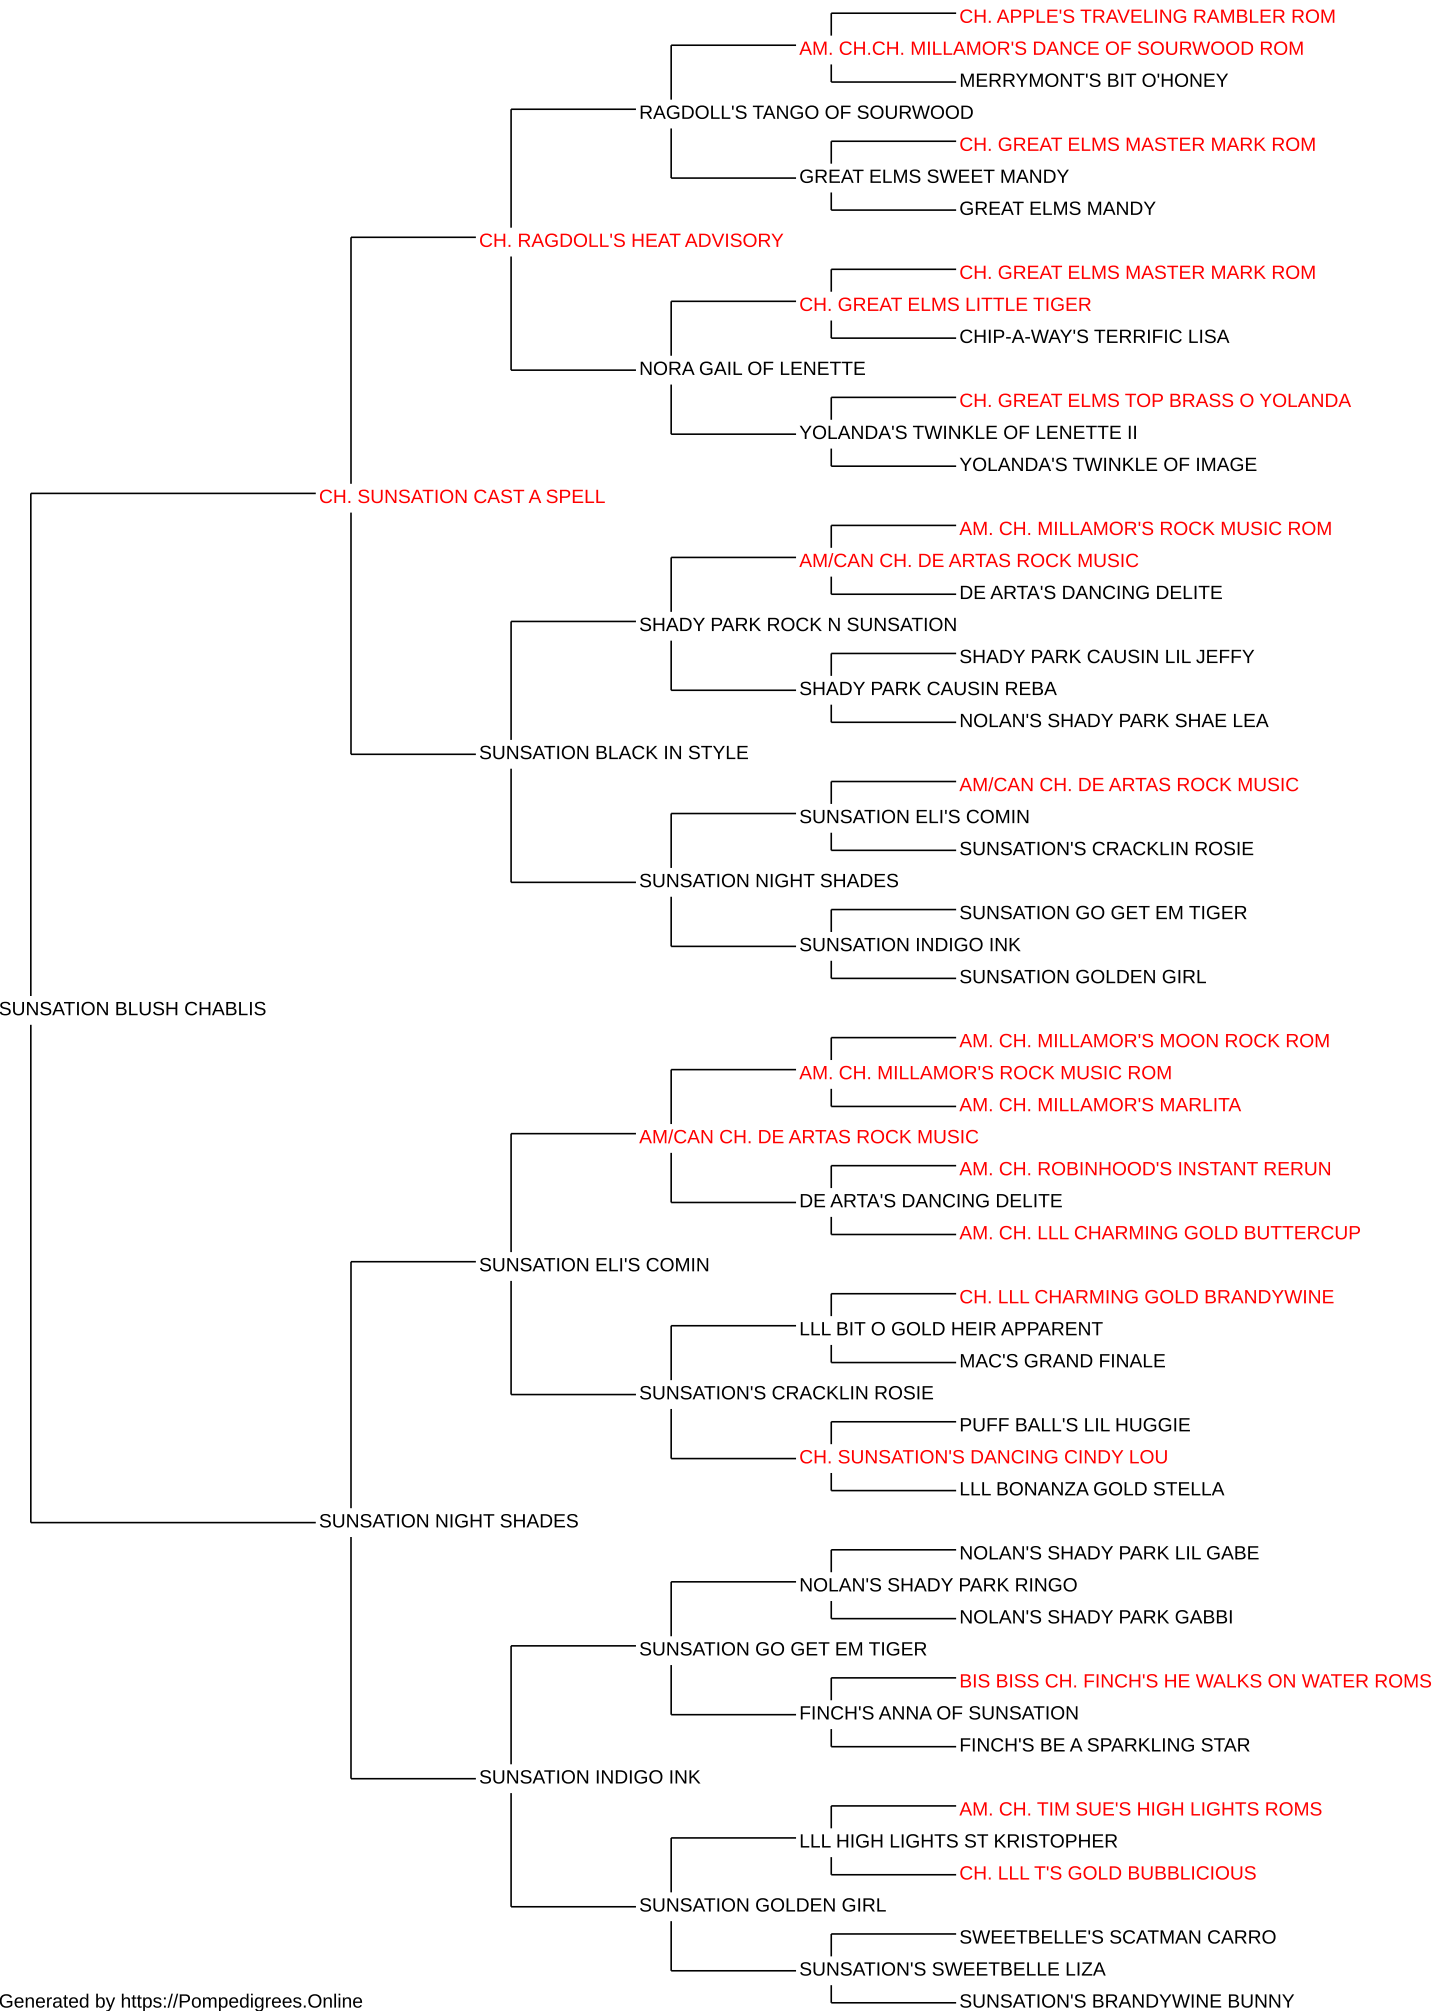 CH. APPLE'S TRAVELING RAMBLER ROM
AM. CH.CH. MILLAMOR'S DANCE OF SOURWOOD ROM
MERRYMONT'S BIT O'HONEY
RAGDOLL'S TANGO OF SOURWOOD
CH. GREAT ELMS MASTER MARK ROM
GREAT ELMS SWEET MANDY
GREAT ELMS MANDY
CH. RAGDOLL'S HEAT ADVISORY
CH. GREAT ELMS MASTER MARK ROM
CH. GREAT ELMS LITTLE TIGER
CHIP-A-WAY'S TERRIFIC LISA
NORA GAIL OF LENETTE
CH. GREAT ELMS TOP BRASS O YOLANDA
YOLANDA'S TWINKLE OF LENETTE II
YOLANDA'S TWINKLE OF IMAGE
CH. SUNSATION CAST A SPELL
AM. CH. MILLAMOR'S ROCK MUSIC ROM
AM/CAN CH. DE ARTAS ROCK MUSIC
DE ARTA'S DANCING DELITE
SHADY PARK ROCK N SUNSATION
SHADY PARK CAUSIN LIL JEFFY
SHADY PARK CAUSIN REBA
NOLAN'S SHADY PARK SHAE LEA
SUNSATION BLACK IN STYLE
AM/CAN CH. DE ARTAS ROCK MUSIC
SUNSATION ELI'S COMIN
SUNSATION'S CRACKLIN ROSIE
SUNSATION NIGHT SHADES
SUNSATION GO GET EM TIGER
SUNSATION INDIGO INK
SUNSATION GOLDEN GIRL
SUNSATION BLUSH CHABLIS
AM. CH. MILLAMOR'S MOON ROCK ROM
AM. CH. MILLAMOR'S ROCK MUSIC ROM
AM. CH. MILLAMOR'S MARLITA
AM/CAN CH. DE ARTAS ROCK MUSIC
AM. CH. ROBINHOOD'S INSTANT RERUN
DE ARTA'S DANCING DELITE
AM. CH. LLL CHARMING GOLD BUTTERCUP
SUNSATION ELI'S COMIN
CH. LLL CHARMING GOLD BRANDYWINE
LLL BIT O GOLD HEIR APPARENT
MAC'S GRAND FINALE
SUNSATION'S CRACKLIN ROSIE
PUFF BALL'S LIL HUGGIE
CH. SUNSATION'S DANCING CINDY LOU
LLL BONANZA GOLD STELLA
SUNSATION NIGHT SHADES
NOLAN'S SHADY PARK LIL GABE
NOLAN'S SHADY PARK RINGO
NOLAN'S SHADY PARK GABBI
SUNSATION GO GET EM TIGER
BIS BISS CH. FINCH'S HE WALKS ON WATER ROMS
FINCH'S ANNA OF SUNSATION
FINCH'S BE A SPARKLING STAR
SUNSATION INDIGO INK
AM. CH. TIM SUE'S HIGH LIGHTS ROMS
LLL HIGH LIGHTS ST KRISTOPHER
CH. LLL T'S GOLD BUBBLICIOUS
SUNSATION GOLDEN GIRL
SWEETBELLE'S SCATMAN CARRO
SUNSATION'S SWEETBELLE LIZA
SUNSATION'S BRANDYWINE BUNNY
Generated by https://Pompedigrees.Online